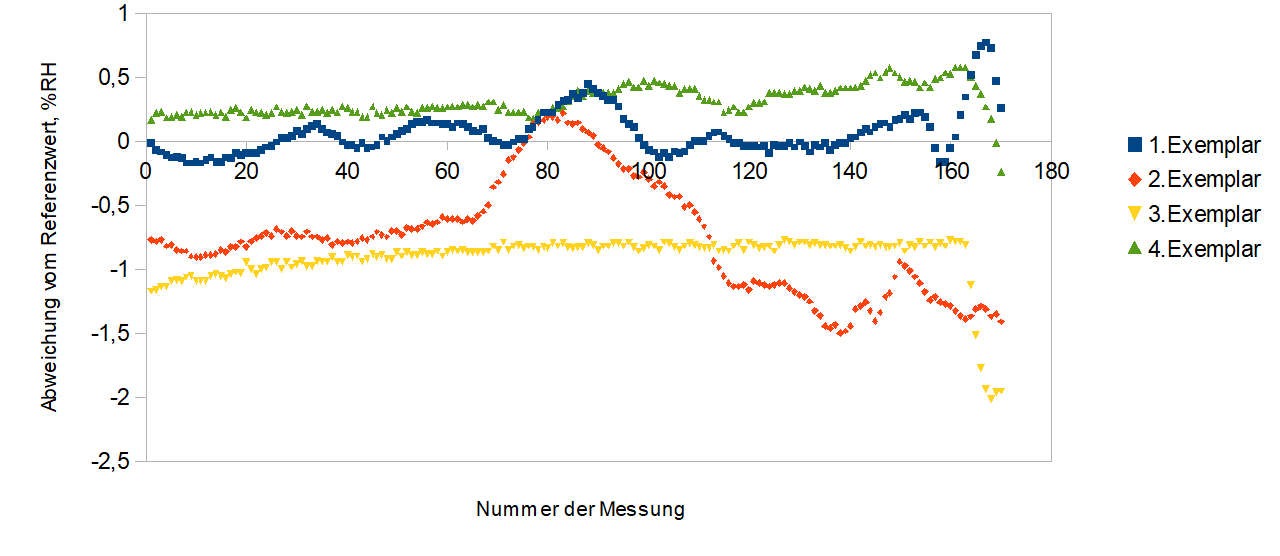 Abweichung vom Referenzwert, %RH
1
0,5
0
-0,5
-1
-1,5
-2
-2,5
0 20 40 60 80 100 120 140 160 180
Nummer der Messung
1.Exemplar
2.Exemplar
3.Exemplar
4.Exemplar